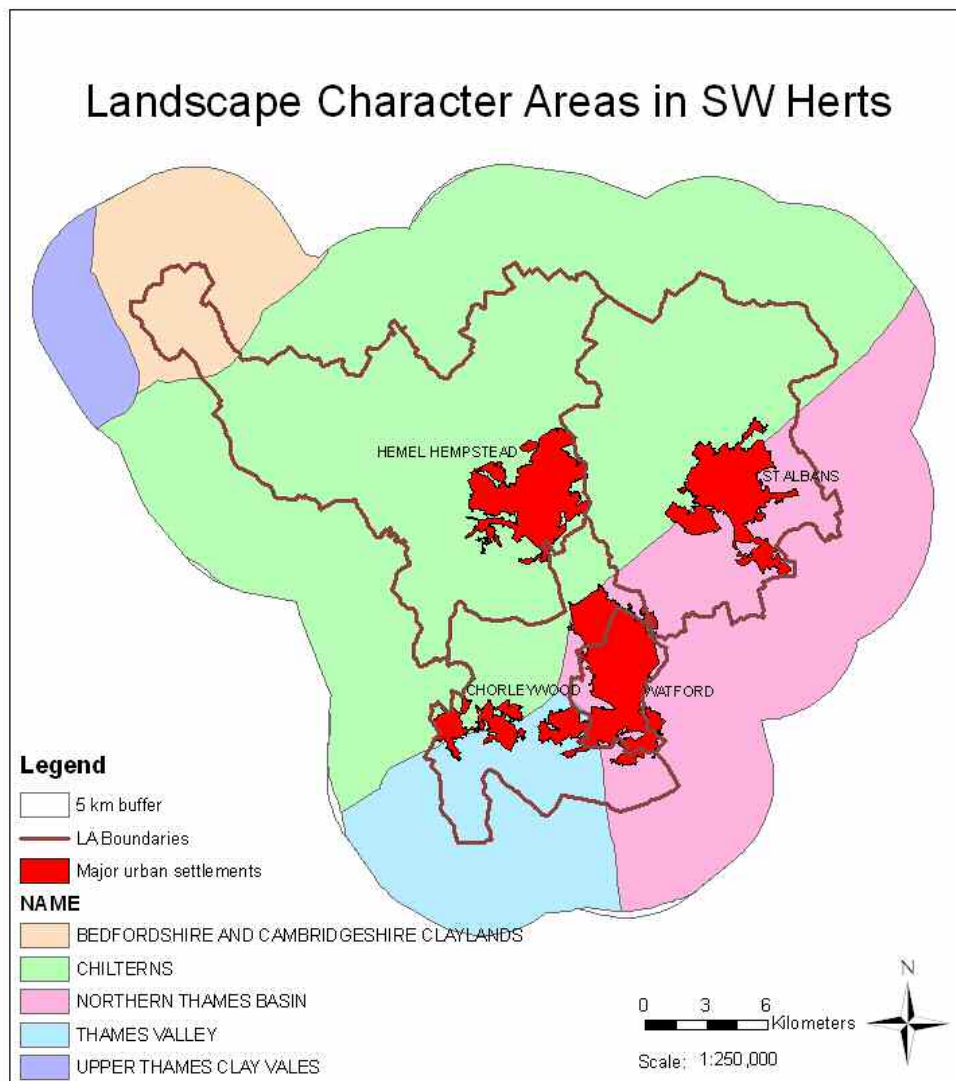 Landscape Character Areas in SW Herts
HEMEL HEMPSTEAD
ST.ALBANS
CHORLEYWOOD
WATFORD
Legend
5 km buffer
LA Boundaries
Major urban settlements
NAME
BEDFORDSHIRE AND CAMBRIDGESHIRE CLAYLANDS
CHILTERNS
NORTHERN THAMES BASIN
THAMES VALLEY
UPPER THAMES CLAY VALES
N
0 3 6
Kilometers
Scale: 1:250,000